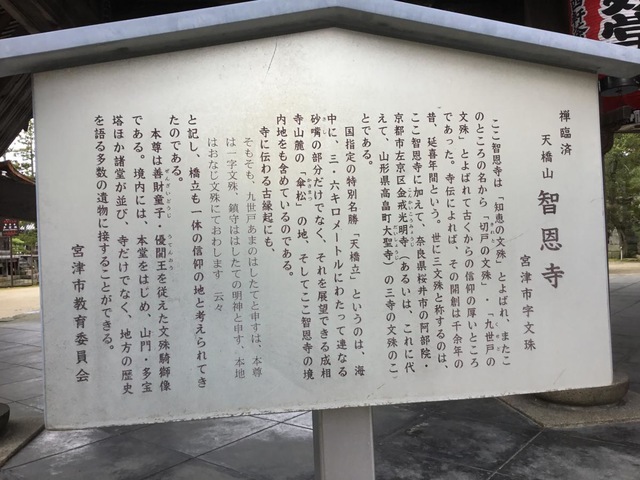 禅臨済
天橋山 智恩寺
宮津市字文珠
ここ智恩寺は「知恵の文殊」とよばれ、またこ
のところの名から「切戸の文殊」・「九世戸の
文殊」とよばれて古くからの信仰の厚いところ
であった。寺伝によれば、その開創は千余年の
昔、延喜年間という。世に三文殊と称するのは、
ここ智恩寺に加えて、奈良県桜井市の阿部院・
京都市左京区金戒光明寺（あるいは、これに代
えて、山形県高畠町大聖寺）の三寺の文殊のこ
とである。
国指定の特別名勝「天橋立」というのは、海
中に、三・六キロメートルにわたって連なる
砂嘴の部分だけでなく、それを展望できる成相
寺山麓の「傘松」の地、そしてここ智恩寺の境
内地をも含めているのである。
寺に伝わる古縁起にも、
そもそも、九世戸あまのはしたてと申すは、本尊
は一字文殊、鎮守ははしたての明神と申す、本地
はおなじ文殊にておわします　云々
と記し、橋立も一体の信仰の地と考えられてき
たのである。
本尊は善財童子・優闐王を従えた文殊騎獅像
である。境内には、本堂をはじめ、山門・多宝
塔ほか諸堂が並び、寺だけでなく、地方の歴史
を語る多数の遺物に接することができる。
宮津市教育委員会